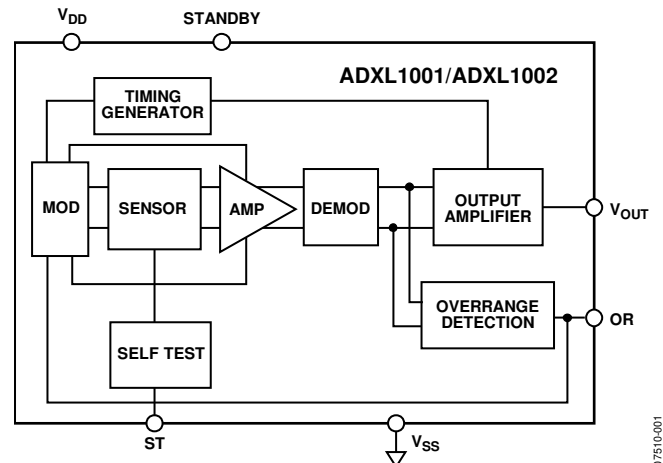 VDD
STANDBY
ADXL1001/ADXL1002
TIMING
GENERATOR
MOD
SENSOR
AMP
DEMOD
OUTPUT
AMPLIFIER
VOUT
OVERRANGE
DETECTION
OR
SELF TEST
ST
VSS
17510-001